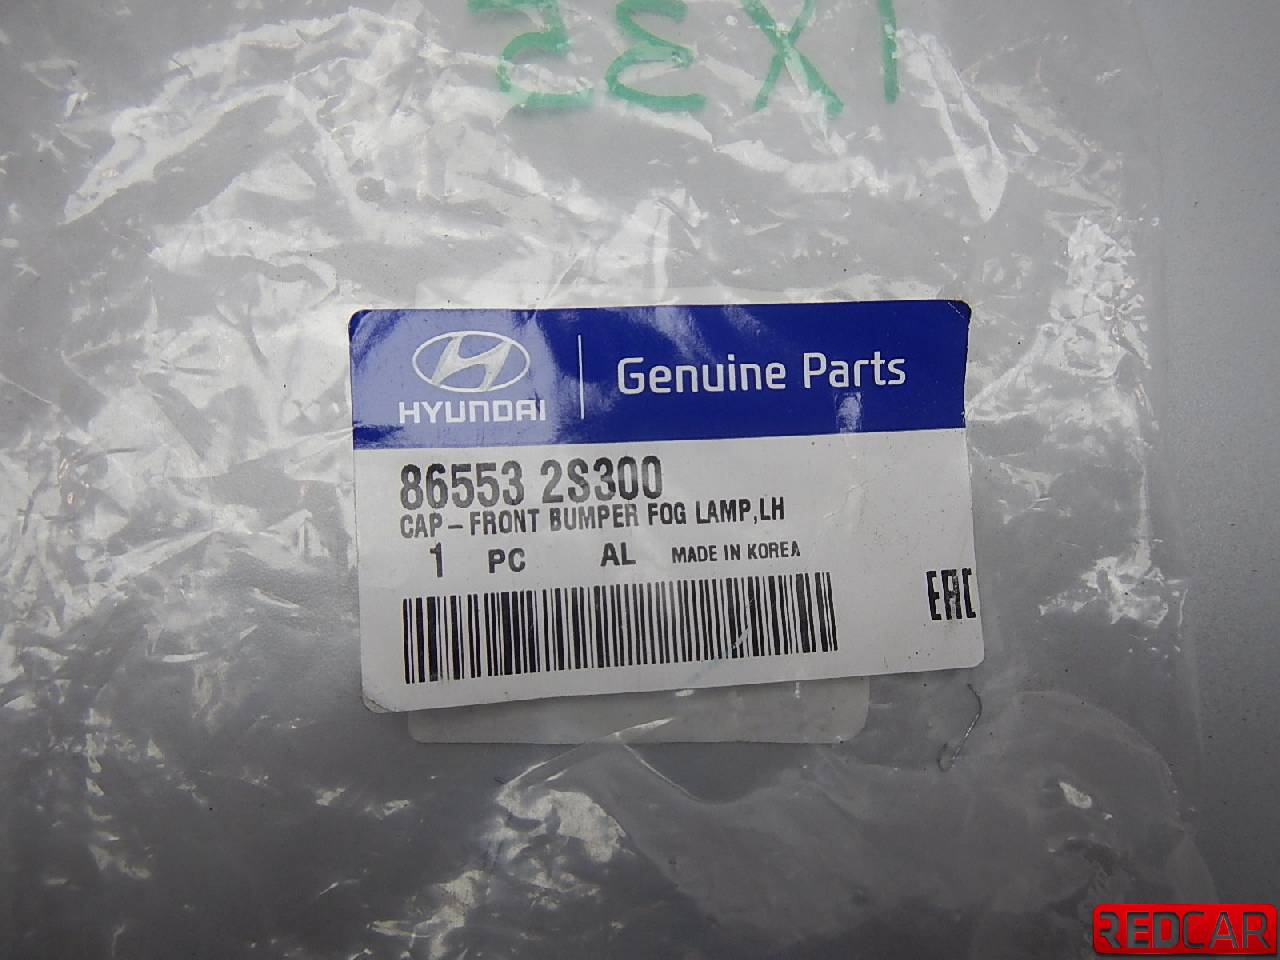 IX35
HYUNDAI
Genuine Parts
86553 2S300
CAP-FRONT BUMPER FOG LAMP,LH
1 PC AL MADE IN KOREA
EAC
REDCAR